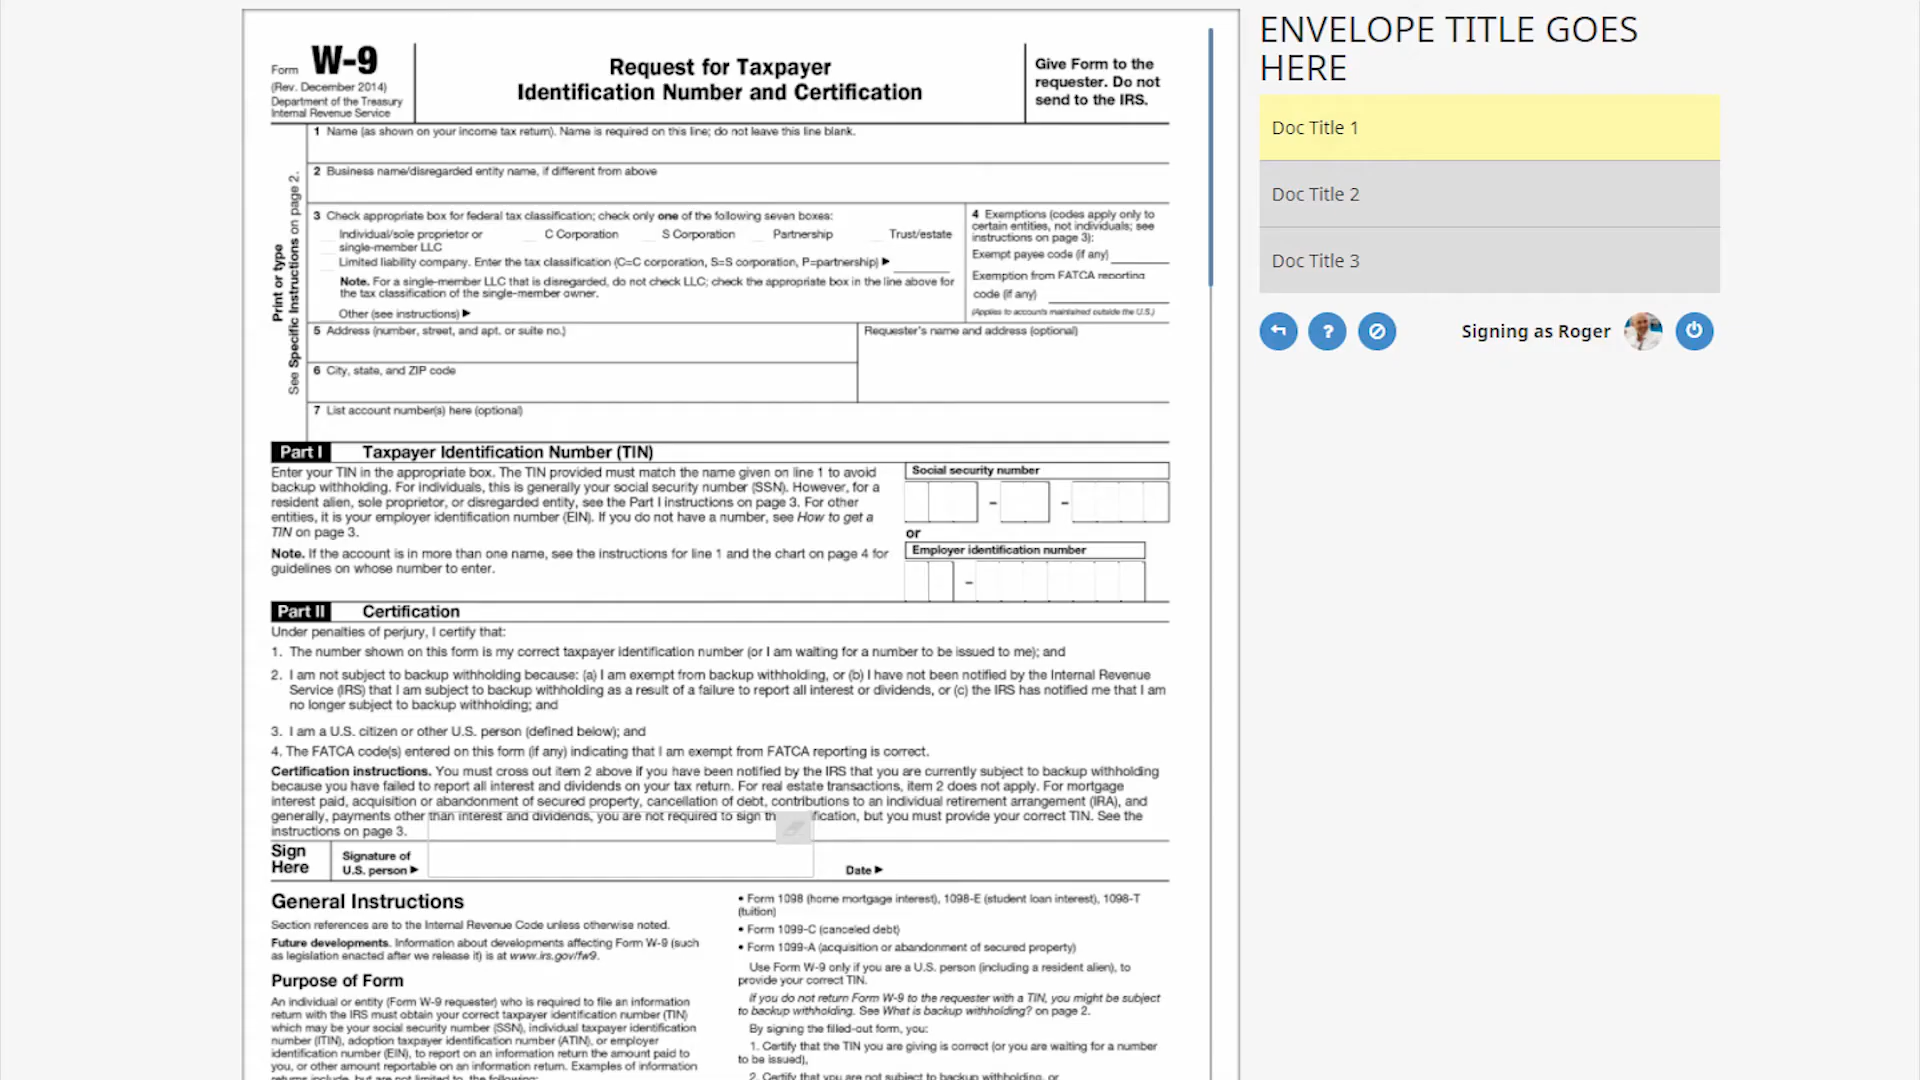 Form W-9
(Rev. December 2014)
Department of the Treasury
Internal Revenue Service
Request for Taxpayer
Identification Number and Certification
Give Form to the
requester. Do not
send to the IRS.
Print or type
See Specific Instructions on page 2.
1 Name (as shown on your income tax return). Name is required on this line; do not leave this line blank.
2 Business name/disregarded entity name, if different from above
3 Check appropriate box for federal tax classification; check only one of the following seven boxes:
Individual/sole proprietor or
single-member LLC
C Corporation
S Corporation
Partnership
Trust/estate
Limited liability company. Enter the tax classification (C=C corporation, S=S corporation, P=partnership) ▶
Note. For a single-member LLC that is disregarded, do not check LLC; check the appropriate box in the line above for
the tax classification of the single-member owner.
Other (see instructions) ▶
4 Exemptions (codes apply only to
certain entities, not individuals; see
instructions on page 3):
Exempt payee code (if any)
Exemption from FATCA reporting
code (if any)
(Applies to accounts maintained outside the U.S.)
5 Address (number, street, and apt. or suite no.)
Requester's name and address (optional)
6 City, state, and ZIP code
7 List account number(s) here (optional)
Part I Taxpayer Identification Number (TIN)
Enter your TIN in the appropriate box. The TIN provided must match the name given on line 1 to avoid
backup withholding. For individuals, this is generally your social security number (SSN). However, for a
resident alien, sole proprietor, or disregarded entity, see the Part I instructions on page 3. For other
entities, it is your employer identification number (EIN). If you do not have a number, see How to get a
TIN on page 3.
Note. If the account is in more than one name, see the instructions for line 1 and the chart on page 4 for
guidelines on whose number to enter.
Social security number
– –
or
Employer identification number
–
Part II Certification
Under penalties of perjury, I certify that:
1. The number shown on this form is my correct taxpayer identification number (or I am waiting for a number to be issued to me); and
2. I am not subject to backup withholding because: (a) I am exempt from backup withholding, or (b) I have not been notified by the Internal Revenue
Service (IRS) that I am subject to backup withholding as a result of a failure to report all interest or dividends, or (c) the IRS has notified me that I am
no longer subject to backup withholding; and
3. I am a U.S. citizen or other U.S. person (defined below); and
4. The FATCA code(s) entered on this form (if any) indicating that I am exempt from FATCA reporting is correct.
Certification instructions. You must cross out item 2 above if you have been notified by the IRS that you are currently subject to backup withholding
because you have failed to report all interest and dividends on your tax return. For real estate transactions, item 2 does not apply. For mortgage
interest paid, acquisition or abandonment of secured property, cancellation of debt, contributions to an individual retirement arrangement (IRA), and
generally, payments other than interest and dividends, you are not required to sign th ification, but you must provide your correct TIN. See the
instructions on page 3.
Sign
Here
Signature of
U.S. person ▶
Date ▶
General Instructions
Section references are to the Internal Revenue Code unless otherwise noted.
Future developments. Information about developments affecting Form W-9 (such
as legislation enacted after we release it) is at www.irs.gov/fw9.
Purpose of Form
An individual or entity (Form W-9 requester) who is required to file an information
return with the IRS must obtain your correct taxpayer identification number (TIN)
which may be your social security number (SSN), individual taxpayer identification
number (ITIN), adoption taxpayer identification number (ATIN), or employer
identification number (EIN), to report on an information return the amount paid to
you, or other amount reportable on an information return. Examples of information
returns include, but are not limited to, the following:
• Form 1098 (home mortgage interest), 1098-E (student loan interest), 1098-T
(tuition)
• Form 1099-C (canceled debt)
• Form 1099-A (acquisition or abandonment of secured property)
Use Form W-9 only if you are a U.S. person (including a resident alien), to
provide your correct TIN.
If you do not return Form W-9 to the requester with a TIN, you might be subject
to backup withholding. See What is backup withholding? on page 2.
By signing the filled-out form, you:
1. Certify that the TIN you are giving is correct (or you are waiting for a number
to be issued),
2. Certify that you are not subject to backup withholding, or
ENVELOPE TITLE GOES
HERE
Doc Title 1
Doc Title 2
Doc Title 3
? Signing as Roger